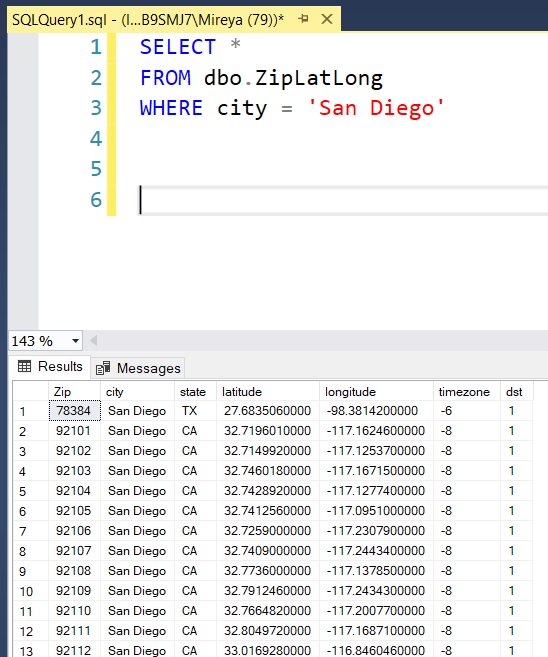 SQLQuery1.sql - (l...B9SMJ7\Mireya (79))*
1 SELECT *
2 FROM dbo.ZipLatLong
3 WHERE city = 'San Diego'
4
5
6
143 %
Results Messages
Zip city state latitude longitude timezone dst
1 78384 San Diego TX 27.6835060000 -98.3814200000 -6 1
2 92101 San Diego CA 32.7196010000 -117.1624600000 -8 1
3 92102 San Diego CA 32.7149920000 -117.1253700000 -8 1
4 92103 San Diego CA 32.7460180000 -117.1671500000 -8 1
5 92104 San Diego CA 32.7428920000 -117.1277400000 -8 1
6 92105 San Diego CA 32.7412560000 -117.0951000000 -8 1
7 92106 San Diego CA 32.7259000000 -117.2307900000 -8 1
8 92107 San Diego CA 32.7409000000 -117.2443400000 -8 1
9 92108 San Diego CA 32.7736000000 -117.1378500000 -8 1
10 92109 San Diego CA 32.7912460000 -117.2434300000 -8 1
11 92110 San Diego CA 32.7664820000 -117.2007700000 -8 1
12 92111 San Diego CA 32.8049720000 -117.1687100000 -8 1
13 92112 San Diego CA 33.0169280000 -116.8460460000 -8 1